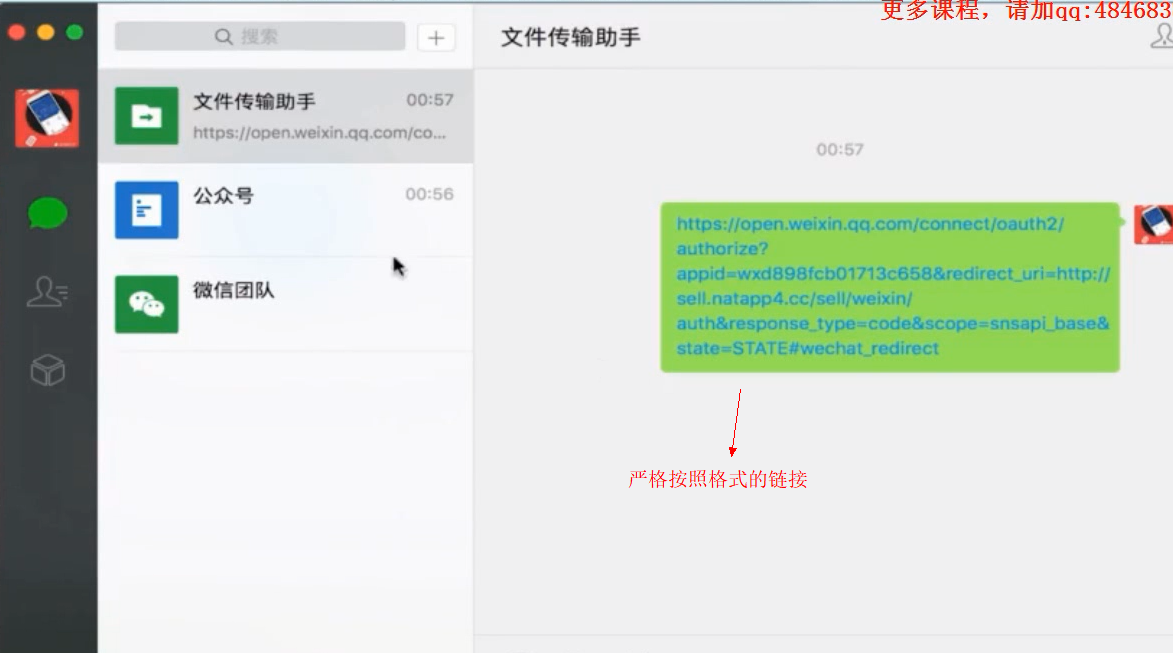 更多课程，请加qq:484683
搜索
文件传输助手
文件传输助手 00:57
https://open.weixin.qq.com/co...
公众号 00:56
微信团队
00:57
https://open.weixin.qq.com/connect/oauth2/
authorize?
appid=wxd898fcb01713c658&redirect_uri=http://
sell.natapp4.cc/sell/weixin/
auth&response_type=code&scope=snsapi_base&
state=STATE#wechat_redirect
严格按照格式的链接